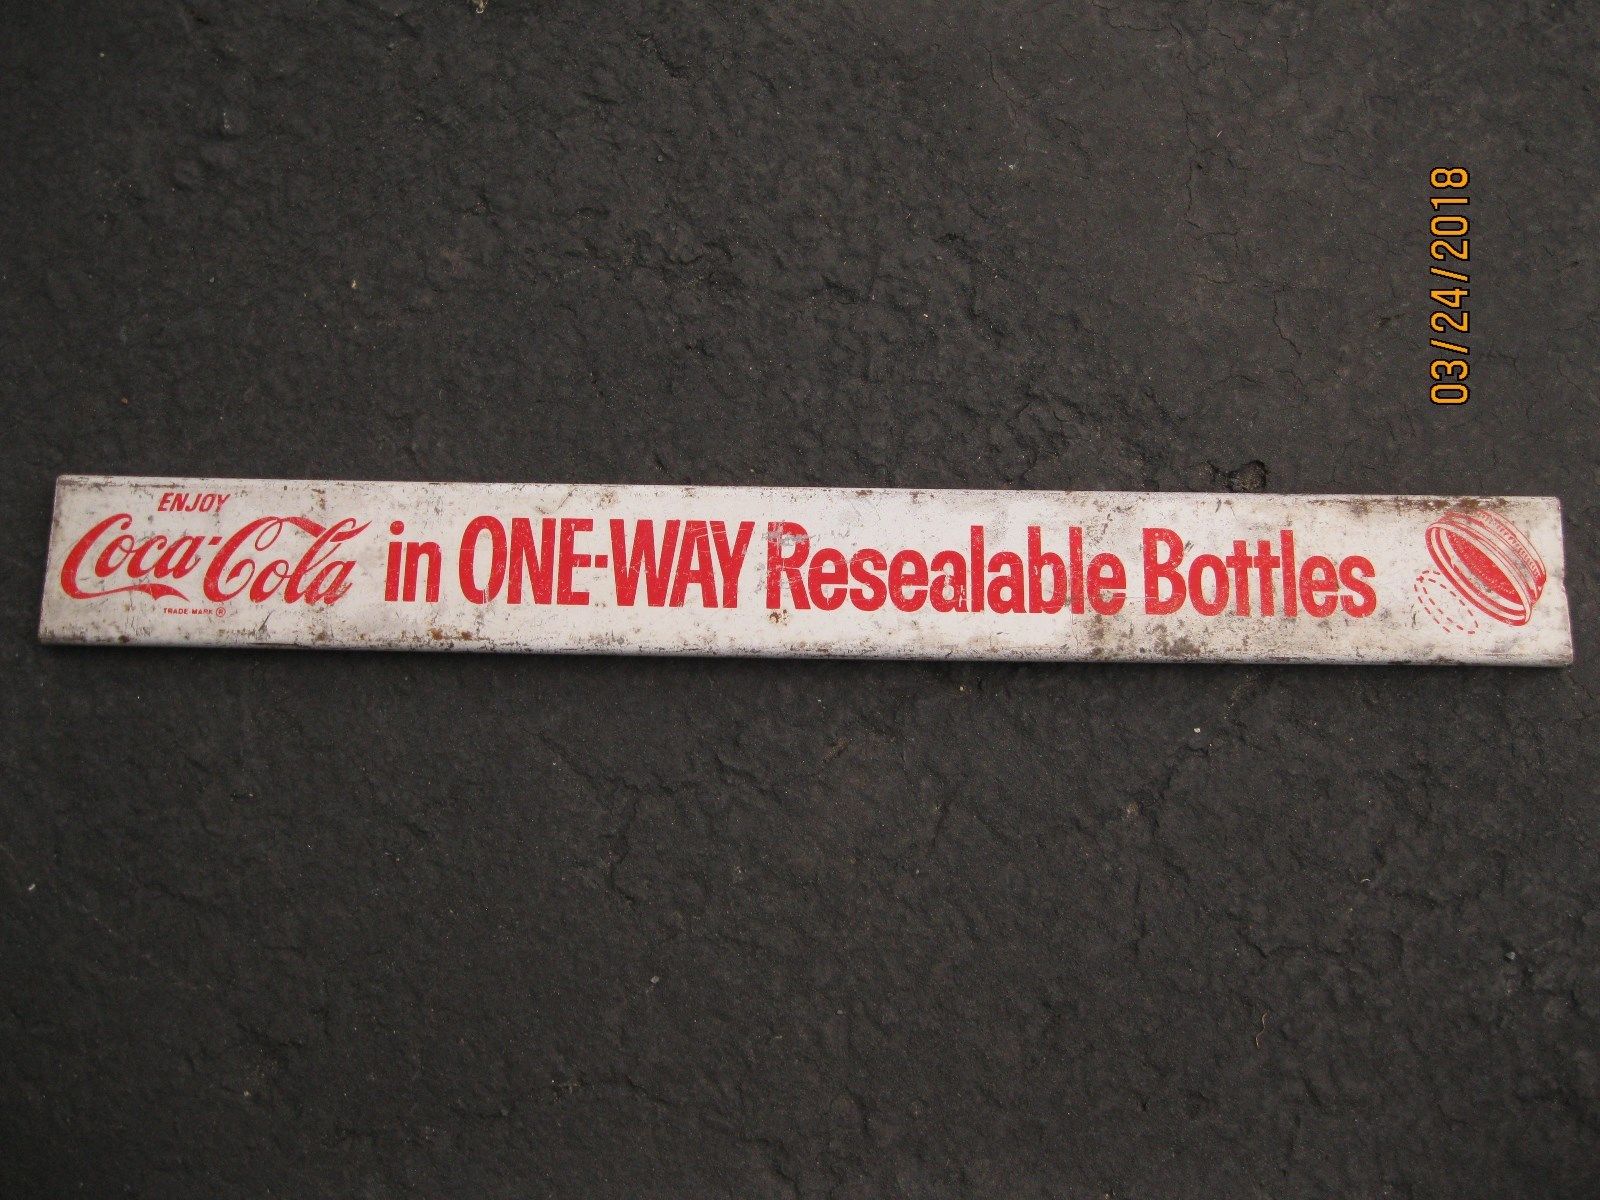 ENJOY
Coca-Cola
TRADE-MARK ®
in ONE-WAY Resealable Bottles
03/24/2018